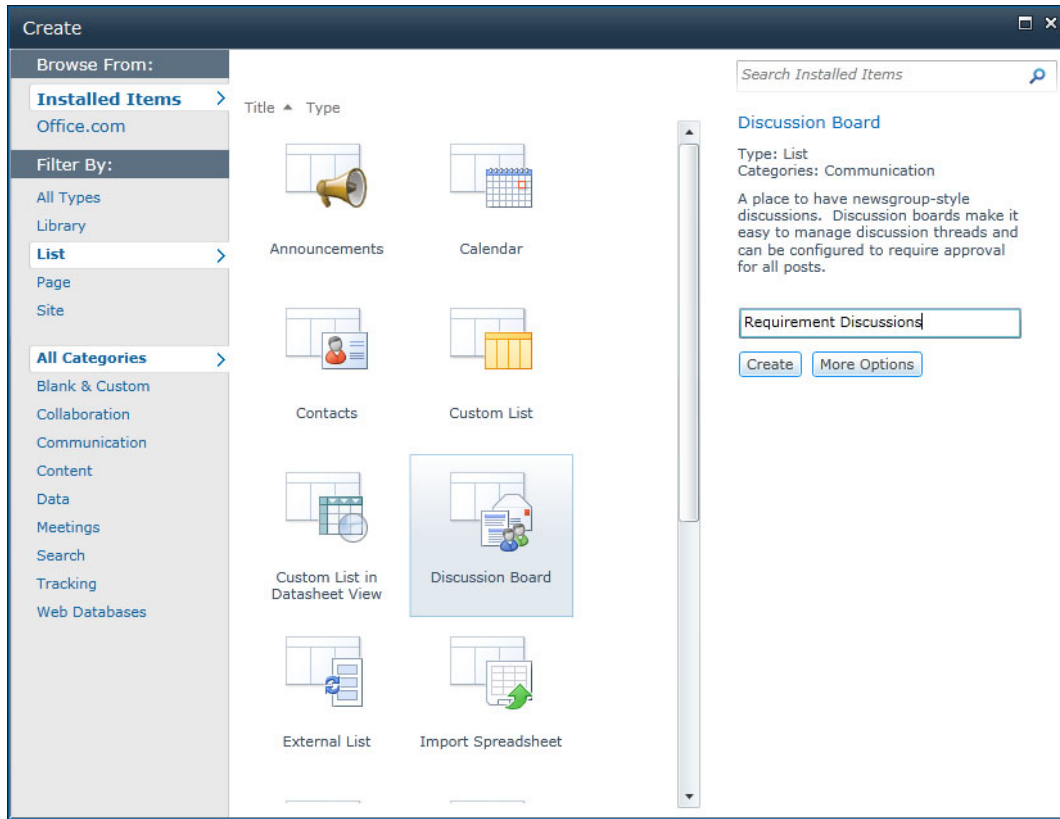 Create
Browse From:
Installed Items
Office.com
Filter By:
All Types
Library
List
Page
Site
All Categories
Blank & Custom
Collaboration
Communication
Content
Data
Meetings
Search
Tracking
Web Databases
Title Type
Announcements
Calendar
Contacts
Custom List
Custom List in
Datasheet View
Discussion Board
External List
Import Spreadsheet
Search Installed Items
Discussion Board
Type: List
Categories: Communication
A place to have newsgroup-style
discussions. Discussion boards make it
easy to manage discussion threads and
can be configured to require approval
for all posts.
Requirement Discussions
Create More Options